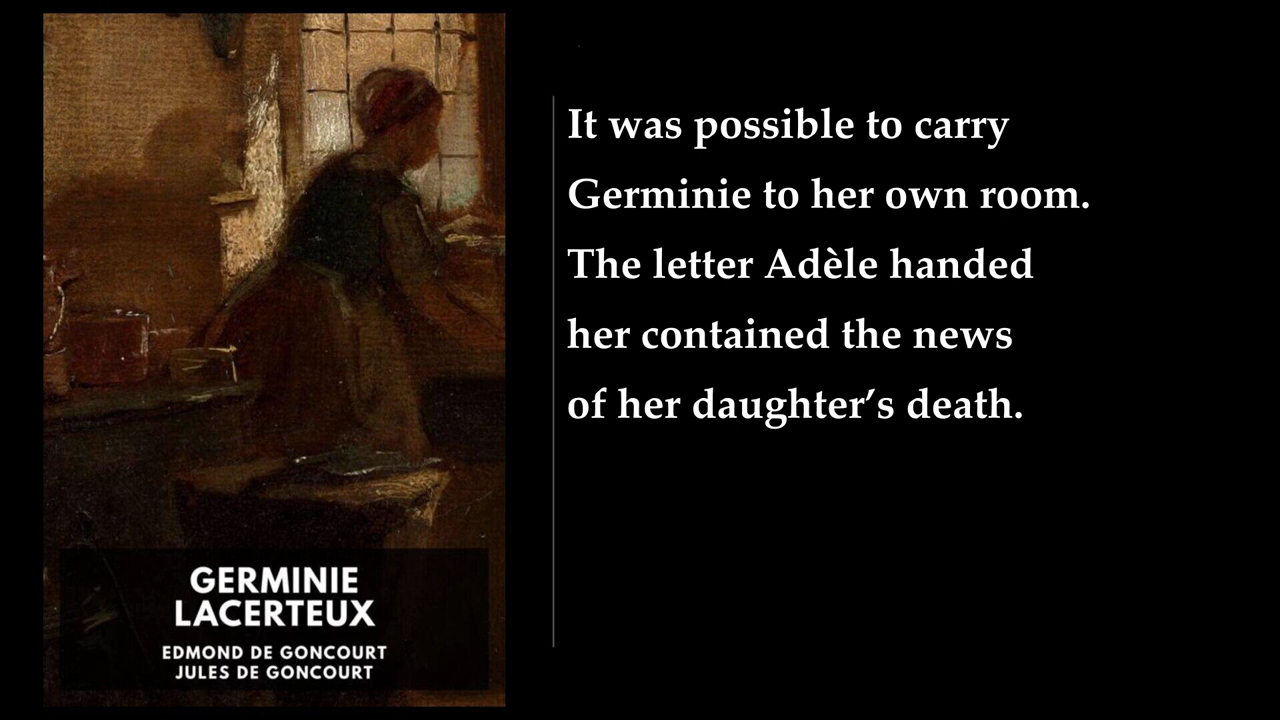 It was possible to carry
Germinie to her own room.
The letter Adèle handed
her contained the news
of her daughter’s death.
GERMINIE
LACERTEUX
EDMOND DE GONCOURT
JULES DE GONCOURT